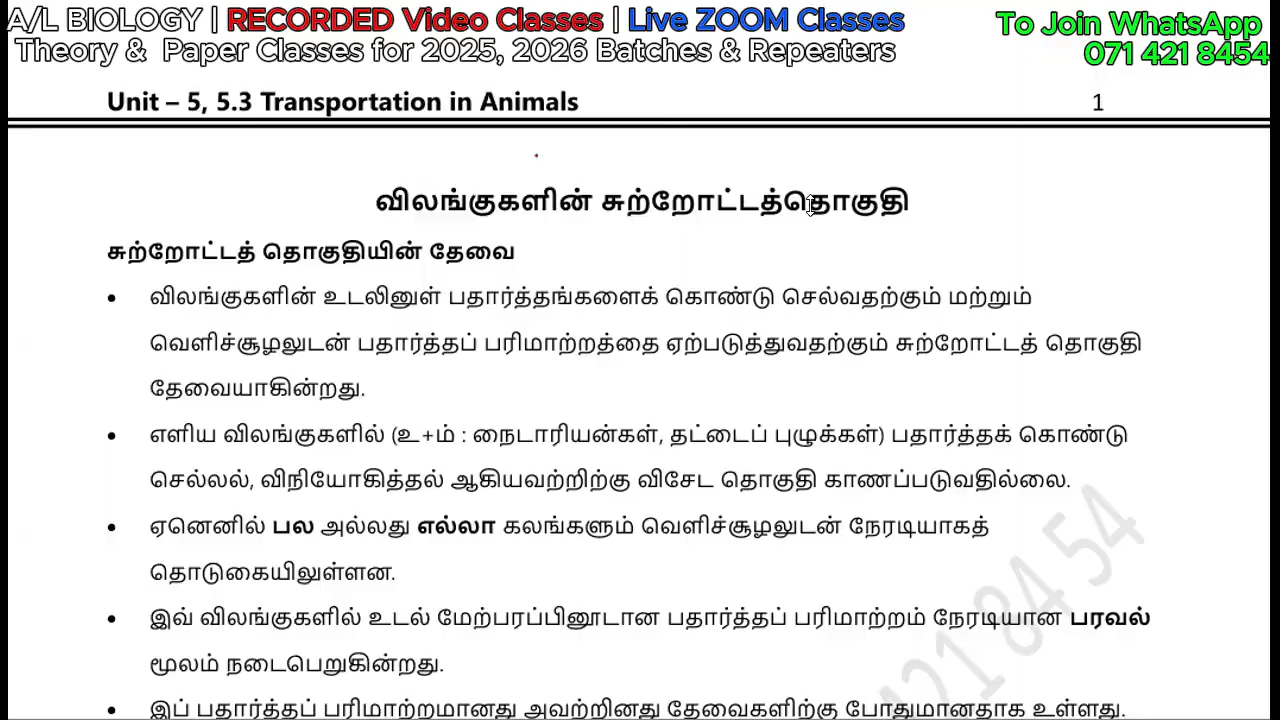 A/L BIOLOGY | RECORDED Video Classes | Live ZOOM Classes
Theory & Paper Classes for 2025, 2026 Batches & Repeaters
To Join WhatsApp
071 421 8454
Unit – 5, 5.3 Transportation in Animals 1
விலங்குகளின் சுற்றோட்டத்தொகுதி
சுற்றோட்டத் தொகுதியின் தேவை
• விலங்குகளின் உடலினுள் பதார்த்தங்களைக் கொண்டு செல்வதற்கும் மற்றும்
வெளிச்சூழலுடன் பதார்த்தப் பரிமாற்றத்தை ஏற்படுத்துவதற்கும் சுற்றோட்டத் தொகுதி
தேவையாகின்றது.
• எளிய விலங்குகளில் (உ+ம் : நைடாரியன்கள், தட்டைப் புழுக்கள்) பதார்த்தக் கொண்டு
செல்லல், விநியோகித்தல் ஆகியவற்றிற்கு விசேட தொகுதி காணப்படுவதில்லை.
• ஏனெனில் பல அல்லது எல்லா கலங்களும் வெளிச்சூழலுடன் நேரடியாகத்
தொடுகையிலுள்ளன.
• இவ் விலங்குகளில் உடல் மேற்பரப்பினூடான பதார்த்தப் பரிமாற்றம் நேரடியான பரவல்
மூலம் நடைபெறுகின்றது.
• இப் பதார்த்தப் பரிமாற்றமானது அவற்றினது தேவைகளிற்கு போதுமானதாக உள்ளது.
421 84 54